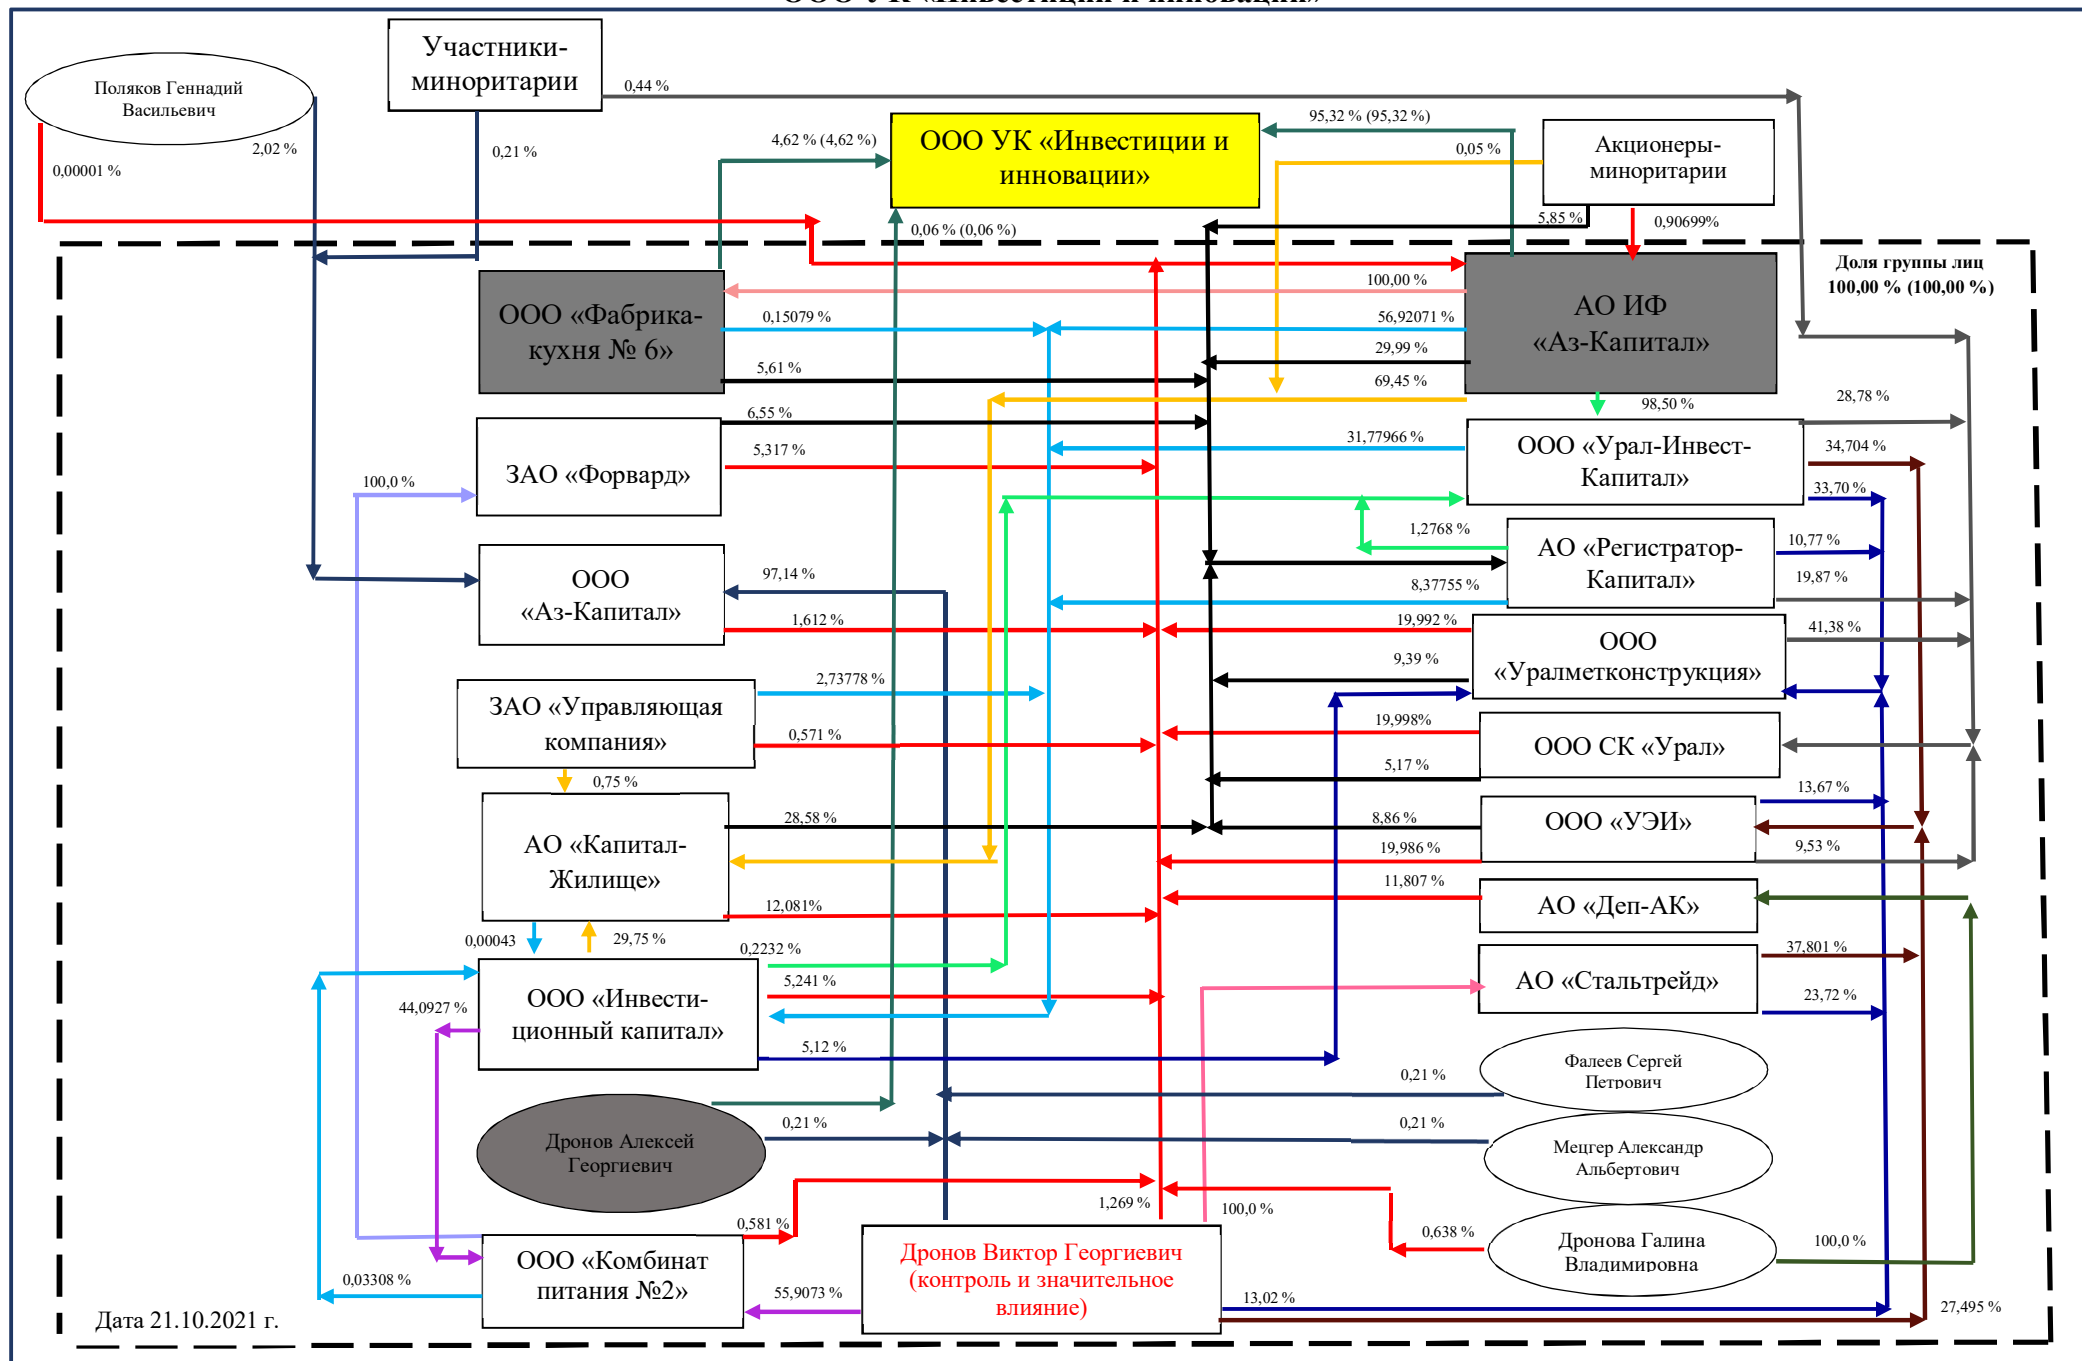 ООО УК «Инвестиции и инновации»
Участники-
миноритарии
Поляков Геннадий
Васильевич
0,44 %
2,02 %
0,21 %
0,00001 %
4,62 % (4,62 %)
ООО УК «Инвестиции и
инновации»
95,32 % (95,32 %)
0,05 %
Акционеры-
миноритарии
5,85 %
0,90699%
0,06 % (0,06 %)
Доля группы лиц
100,00 % (100,00 %)
ООО «Фабрика-
кухня № 6»
100,00 %
0,15079 %
56,92071 %
29,99 %
5,61 %
69,45 %
АО ИФ
«Аз-Капитал»
98,50 %
28,78 %
6,55 %
5,317 %
ЗАО «Форвард»
100,0 %
31,77966 %
ООО «Урал-Инвест-
Капитал»
34,704 %
33,70 %
1,2768 %
АО «Регистратор-
Капитал»
10,77 %
19,87 %
8,37755 %
ООО
«Аз-Капитал»
97,14 %
1,612 %
19,992 %
9,39 %
ООО
«Уралметконструкция»
41,38 %
ЗАО «Управляющая
компания»
2,73778 %
0,571 %
0,75 %
19,998%
5,17 %
ООО СК «Урал»
13,67 %
АО «Капитал-
Жилище»
28,58 %
8,86 %
ООО «УЭИ»
19,986 %
9,53 %
12,081%
11,807 %
АО «Деп-АК»
0,00043
29,75 %
0,2232 %
5,241 %
ООО «Инвести-
ционный капитал»
44,0927 %
5,12 %
АО «Стальтрейд»
37,801 %
23,72 %
Фалеев Сергей
Петрович
0,21 %
Дронов Алексей
Георгиевич
0,21 %
0,21 %
Мецгер Александр
Альбертович
1,269 %
100,0 %
0,581 %
0,638 %
Дронова Галина
Владимировна
100,0 %
ООО «Комбинат
питания №2»
0,03308 %
55,9073 %
Дронов Виктор Георгиевич
(контроль и значительное
влияние)
13,02 %
27,495 %
Дата 21.10.2021 г.